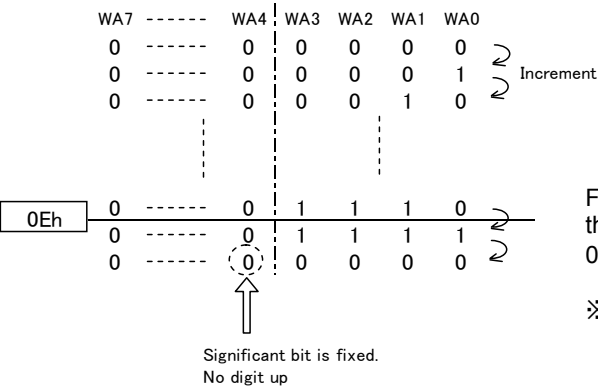 WA7 ------ WA4 WA3 WA2 WA1 WA0
0 ------ 0 0 0 0 0
0 ------ 0 0 0 0 1
Increment
0 ------ 0 0 0 1 0
0 ------ 0 1 1 1 0
0Eh
0 ------ 0 1 1 1 1
0 ------ 0 0 0 0 0
F
th
0
※
Significant bit is fixed.
No digit up